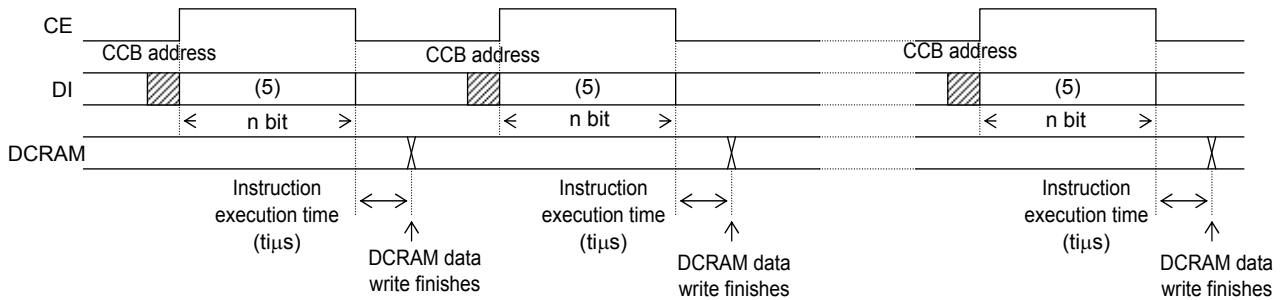 CE
CCB address
CCB address
CCB address
DI
(5)
(5)
(5)
n bit
n bit
n bit
DCRAM
Instruction
execution time
(tiμs)
Instruction
execution time
(tiμs)
Instruction
execution time
(tiμs)
DCRAM data
write finishes
DCRAM data
write finishes
DCRAM data
write finishes